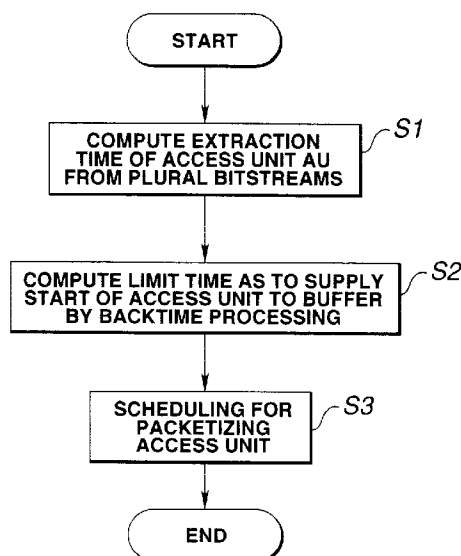 START
COMPUTE EXTRACTION
TIME OF ACCESS UNIT AU
FROM PLURAL BITSTREAMS
S1
COMPUTE LIMIT TIME AS TO SUPPLY
START OF ACCESS UNIT TO BUFFER
BY BACKTIME PROCESSING
S2
SCHEDULING FOR
PACKETIZING
ACCESS UNIT
S3
END